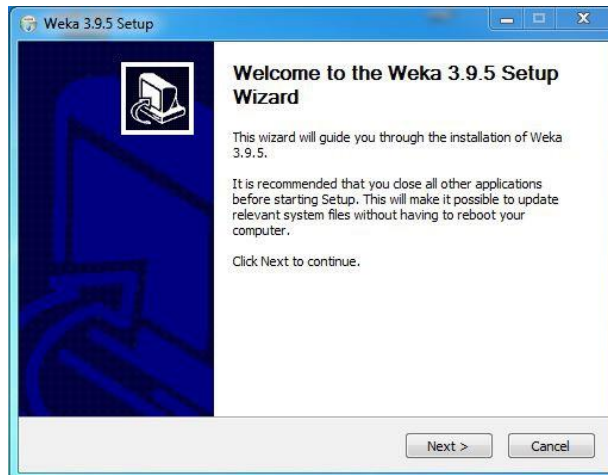 Weka 3.9.5 Setup
Welcome to the Weka 3.9.5 Setup
Wizard
This wizard will guide you through the installation of Weka
3.9.5.
It is recommended that you close all other applications
before starting Setup. This will make it possible to update
relevant system files without having to reboot your
computer.
Click Next to continue.
Next >
Cancel